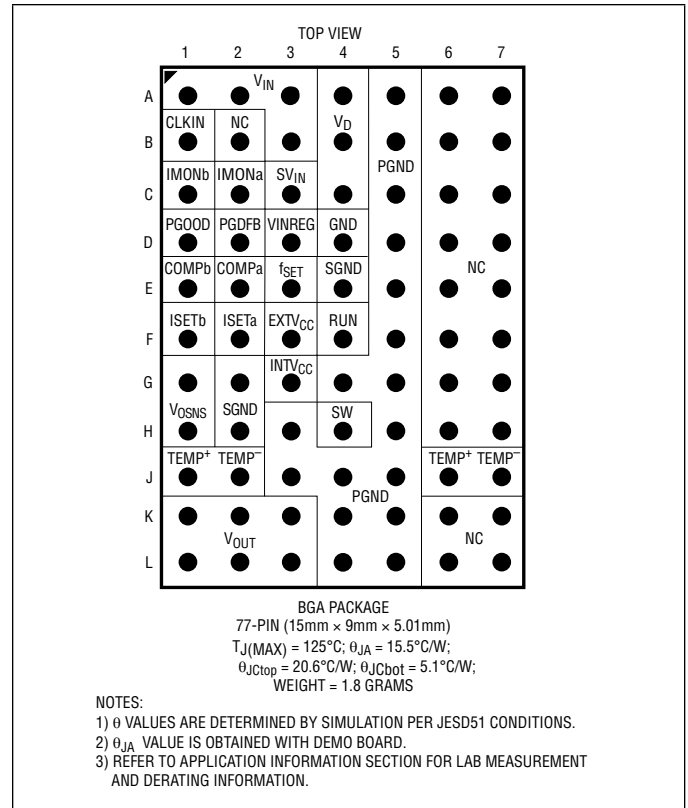 TOP VIEW
1 2 3 4 5 6 7
A
VIN
B
CLKIN NC VD
PGND
C
IMONb IMONa SVIN
D
PGOOD PGDFB VINREG GND
NC
E
COMPb COMPa fSET SGND
F
ISETb ISETa EXTVCC RUN
G
INTVCC
H
VOSNS SGND SW
J
TEMP+ TEMP– TEMP+ TEMP–
PGND
K
VOUT NC
L
BGA PACKAGE
77-PIN (15mm × 9mm × 5.01mm)
TJ(MAX) = 125°C; θJA = 15.5°C/W;
θJCtop = 20.6°C/W; θJCbot = 5.1°C/W;
WEIGHT = 1.8 GRAMS
NOTES:
1) θ VALUES ARE DETERMINED BY SIMULATION PER JESD51 CONDITIONS.
2) θJA VALUE IS OBTAINED WITH DEMO BOARD.
3) REFER TO APPLICATION INFORMATION SECTION FOR LAB MEASUREMENT
AND DERATING INFORMATION.